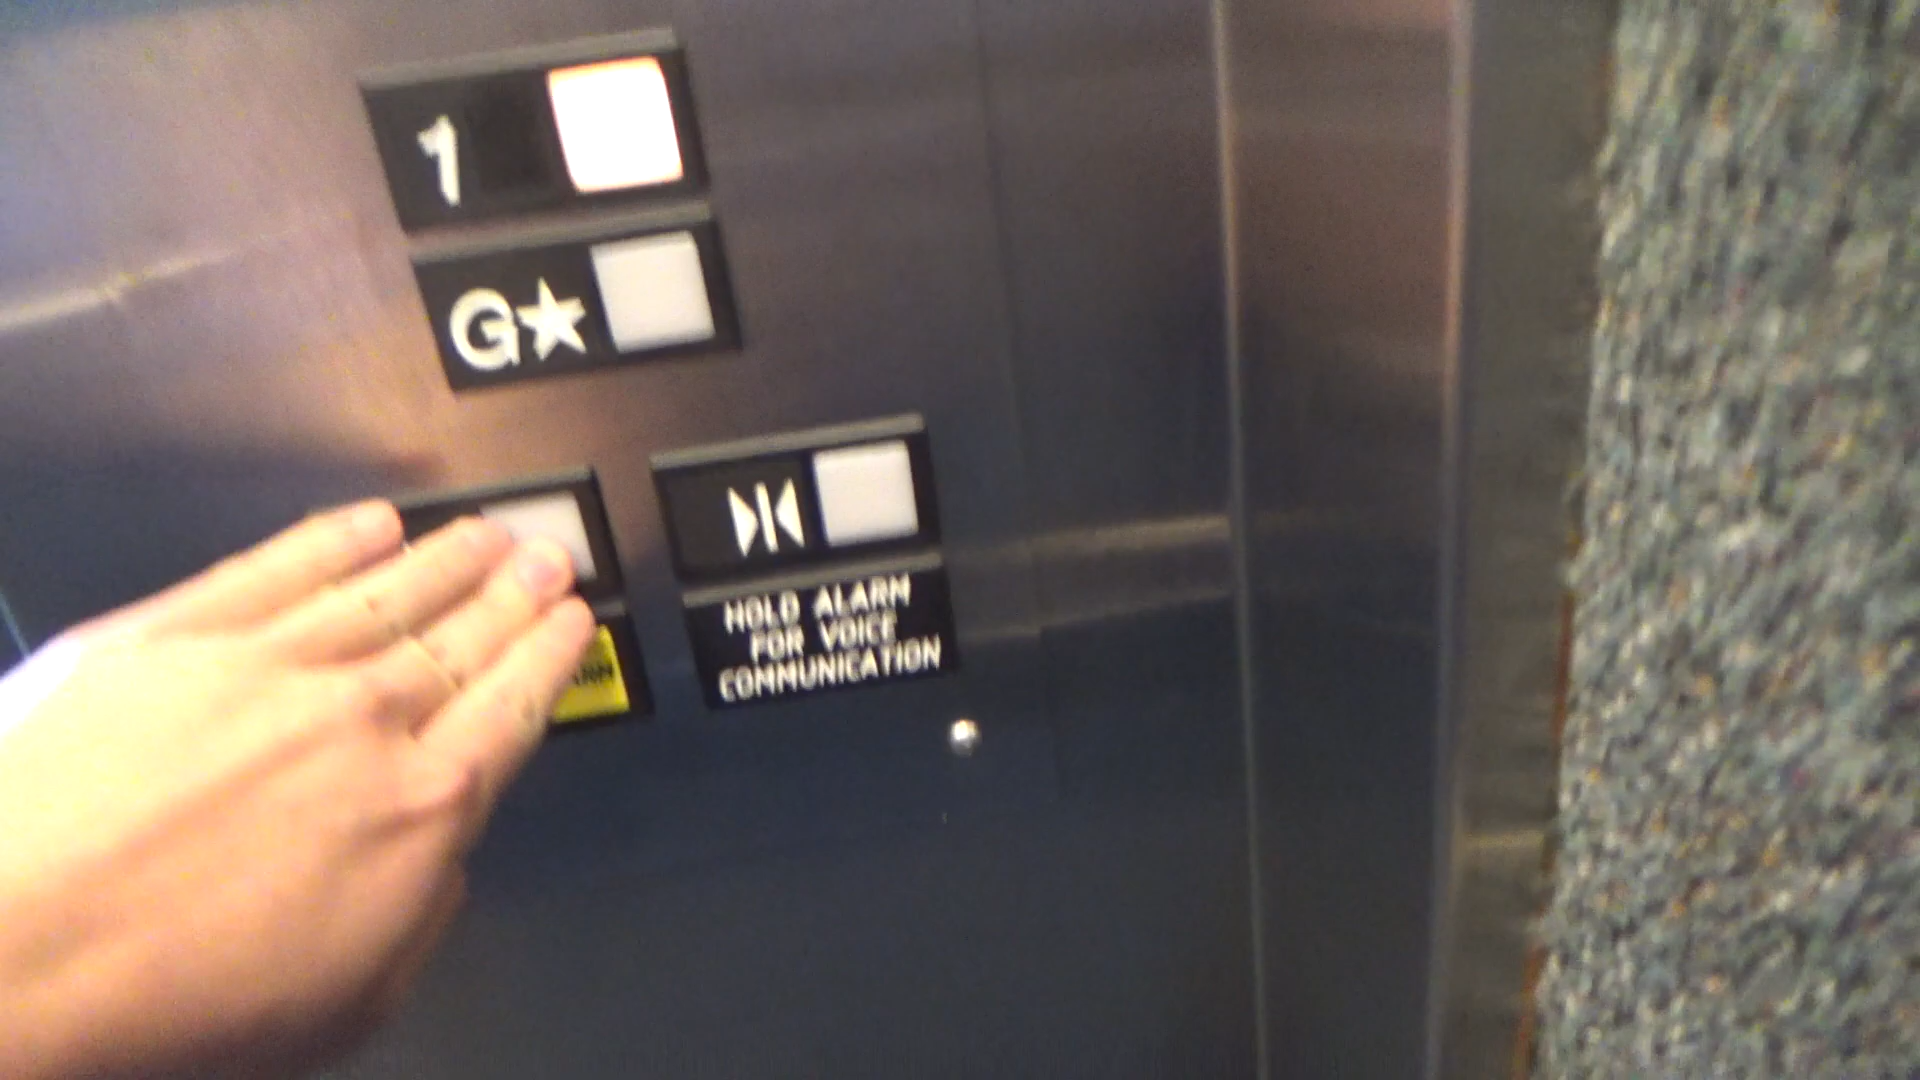 1
G★
HOLD ALARM
FOR VOICE
COMMUNICATION